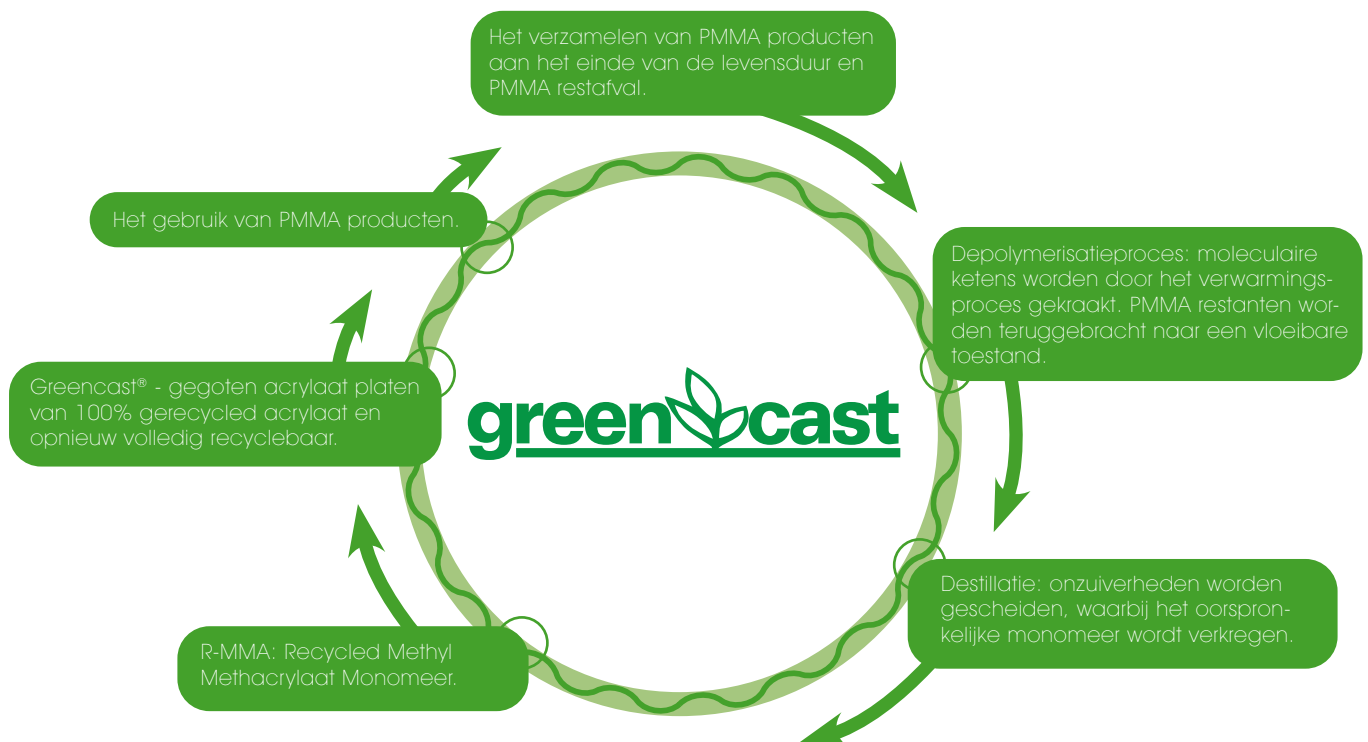 Het verzamelen van PMMA producten
aan het einde van de levensduur en
PMMA restafval.
Depolymerisatieproces: moleculaire
ketens worden door het verwarmings-
proces gekraakt. PMMA restanten wor-
den teruggebracht naar een vloeibare
toestand.
Destillatie: onzuiverheden worden
gescheiden, waarbij het oorspron-
kelijke monomeer wordt verkregen.
R-MMA: Recycled Methyl
Methacrylaat Monomeer.
Greencast® - gegoten acrylaat platen
van 100% gerecycled acrylaat en
opnieuw volledig recyclebaar.
Het gebruik van PMMA producten.
greencast